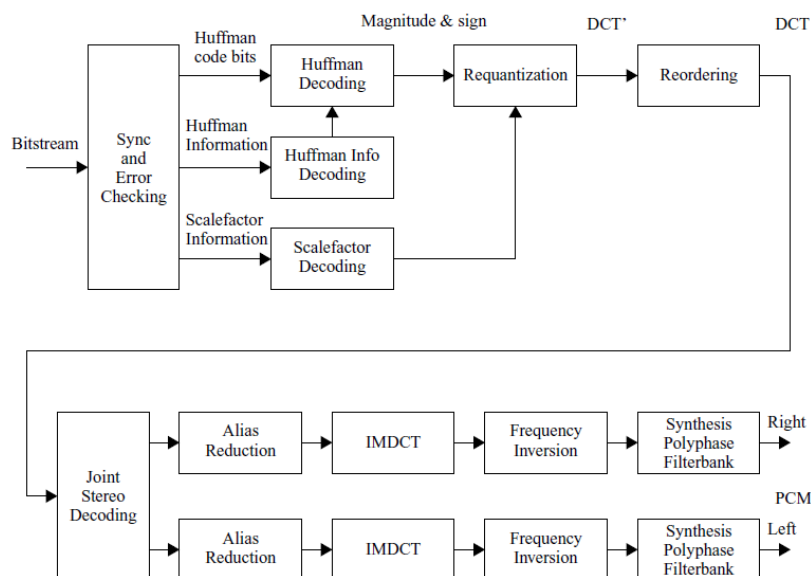 Huffman
code bits
Magnitude & sign
DCT’
DCT
Huffman
Decoding
Requantization
Reordering
Bitstream
Sync
and
Error
Checking
Huffman
Information
Huffman Info
Decoding
Scalefactor
Information
Scalefactor
Decoding
Joint
Stereo
Decoding
Alias
Reduction
IMDCT
Frequency
Inversion
Synthesis
Polyphase
Filterbank
Right
PCM
Alias
Reduction
IMDCT
Frequency
Inversion
Synthesis
Polyphase
Filterbank
Left